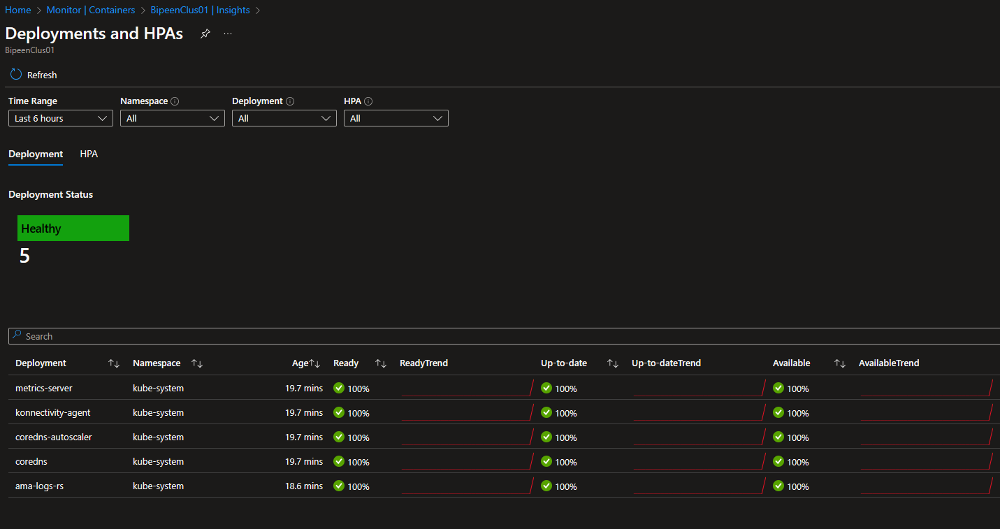 Home > Monitor | Containers > BipeenClus01 | Insights >
Deployments and HPAs ...
BipeenClus01
Refresh
Time Range Namespace Deployment HPA
Last 6 hours All All All
Deployment HPA
Deployment Status
Healthy
5
Search
Deployment Namespace Age Ready ReadyTrend Up-to-date Up-to-dateTrend Available AvailableTrend
metrics-server kube-system 19.7 mins 100% 100% 100%
konnectivity-agent kube-system 19.7 mins 100% 100% 100%
coredns-autoscaler kube-system 19.7 mins 100% 100% 100%
coredns kube-system 19.7 mins 100% 100% 100%
ama-logs-rs kube-system 18.6 mins 100% 100% 100%